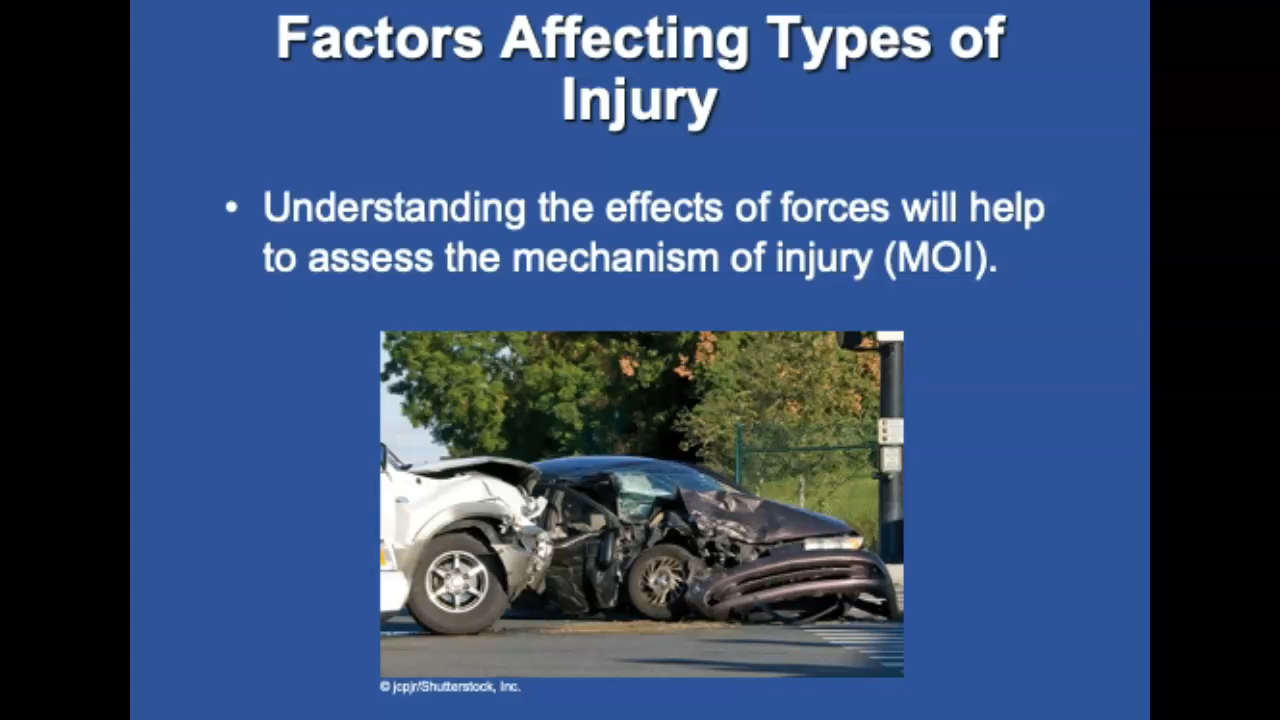 Factors Affecting Types of
Injury
• Understanding the effects of forces will help
to assess the mechanism of injury (MOI).
© jcpjr/Shutterstock, Inc.